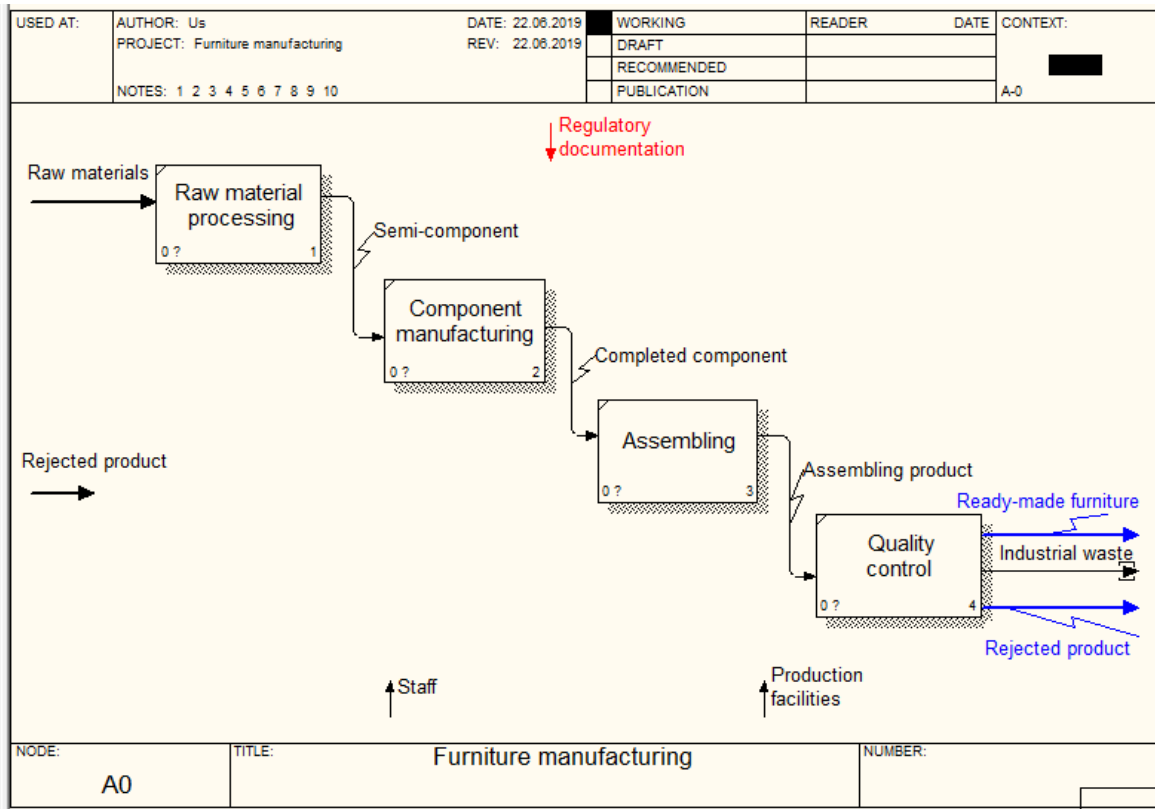 USED AT:
AUTHOR: Us
DATE: 22.06.2019
WORKING
READER
DATE
CONTEXT:
PROJECT: Furniture manufacturing
REV: 22.06.2019
DRAFT
RECOMMENDED
NOTES: 1 2 3 4 5 6 7 8 9 10
PUBLICATION
A-0
Regulatory
documentation
Raw materials
Raw material
processing
0 ?
1
Semi-component
Component
manufacturing
0 ?
2
Completed component
Assembling
0 ?
3
Rejected product
Assembling product
Ready-made furniture
Quality
control
0 ?
4
Industrial waste
Rejected product
Staff
Production
facilities
NODE:
A0
TITLE:
Furniture manufacturing
NUMBER: